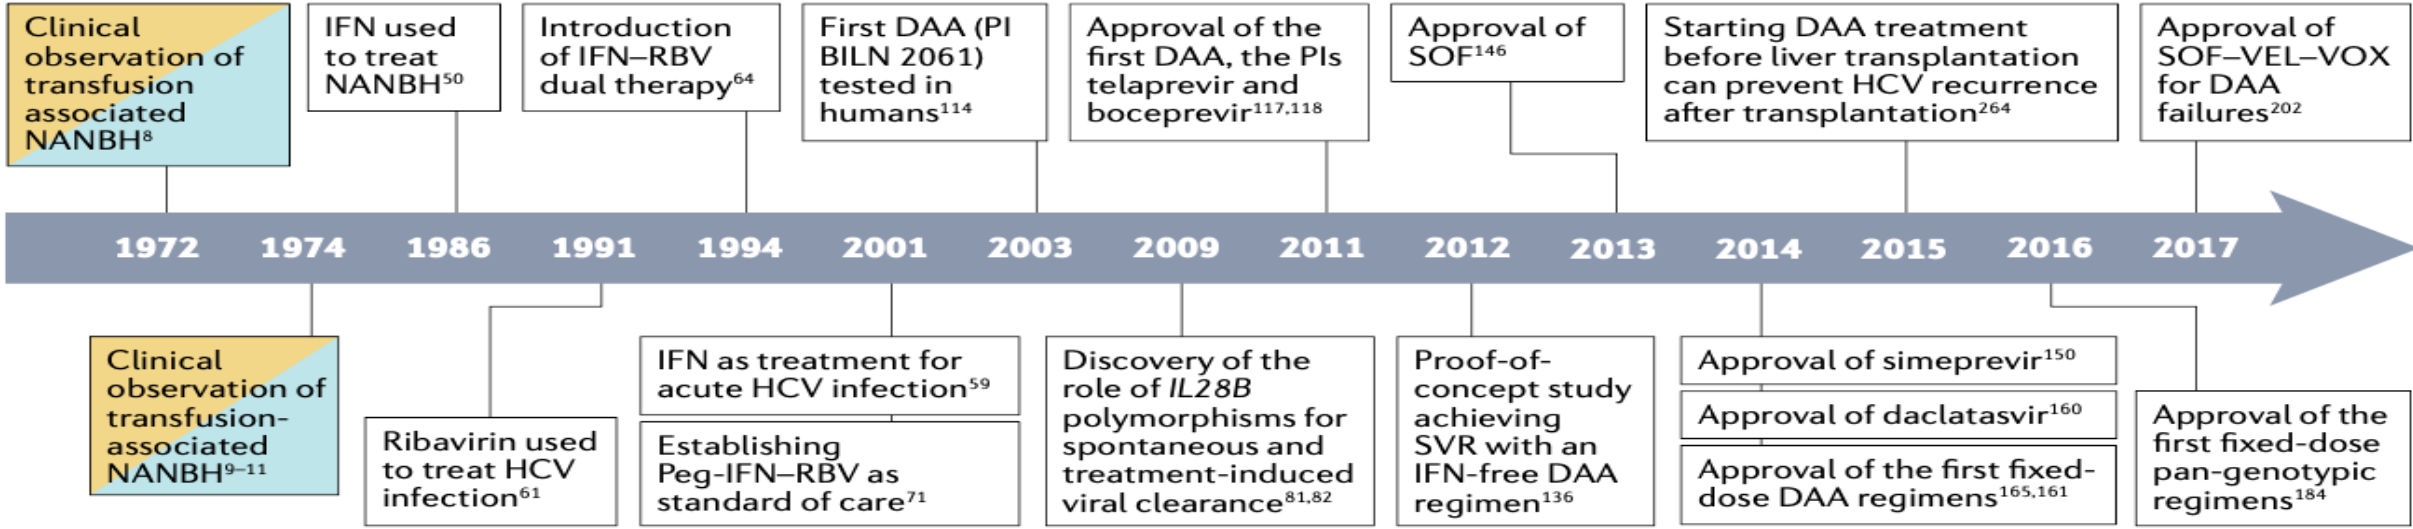 Clinical
observation of
transfusion
associated
NANBH⁸
IFN used
to treat
NANBH⁵⁰
Introduction
of IFN–RBV
dual therapy⁶⁴
First DAA (PI
BILN 2061)
tested in
humans¹¹⁴
Approval of the
first DAA, the PIs
telaprevir and
boceprevir¹¹⁷,¹¹⁸
Approval of
SOF¹⁴⁶
Starting DAA treatment
before liver transplantation
can prevent HCV recurrence
after transplantation²⁶⁴
Approval of
SOF–VEL–VOX
for DAA
failures²⁰²
1972 1974 1986 1991 1994 2001 2003 2009 2011 2012 2013 2014 2015 2016 2017
Clinical
observation of
transfusion-
associated
NANBH⁹–¹¹
Ribavirin used
to treat HCV
infection⁶¹
IFN as treatment for
acute HCV infection⁵⁹
Establishing
Peg-IFN–RBV as
standard of care⁷¹
Discovery of the
role of IL28B
polymorphisms for
spontaneous and
treatment-induced
viral clearance⁸¹,⁸²
Proof-of-
concept study
achieving
SVR with an
IFN-free DAA
regimen¹³⁶
Approval of simeprevir¹⁵⁰
Approval of daclatasvir¹⁶⁰
Approval of the first fixed-
dose DAA regimens¹⁶⁵,¹⁶¹
Approval of the
first fixed-dose
pan-genotypic
regimens¹⁸⁴